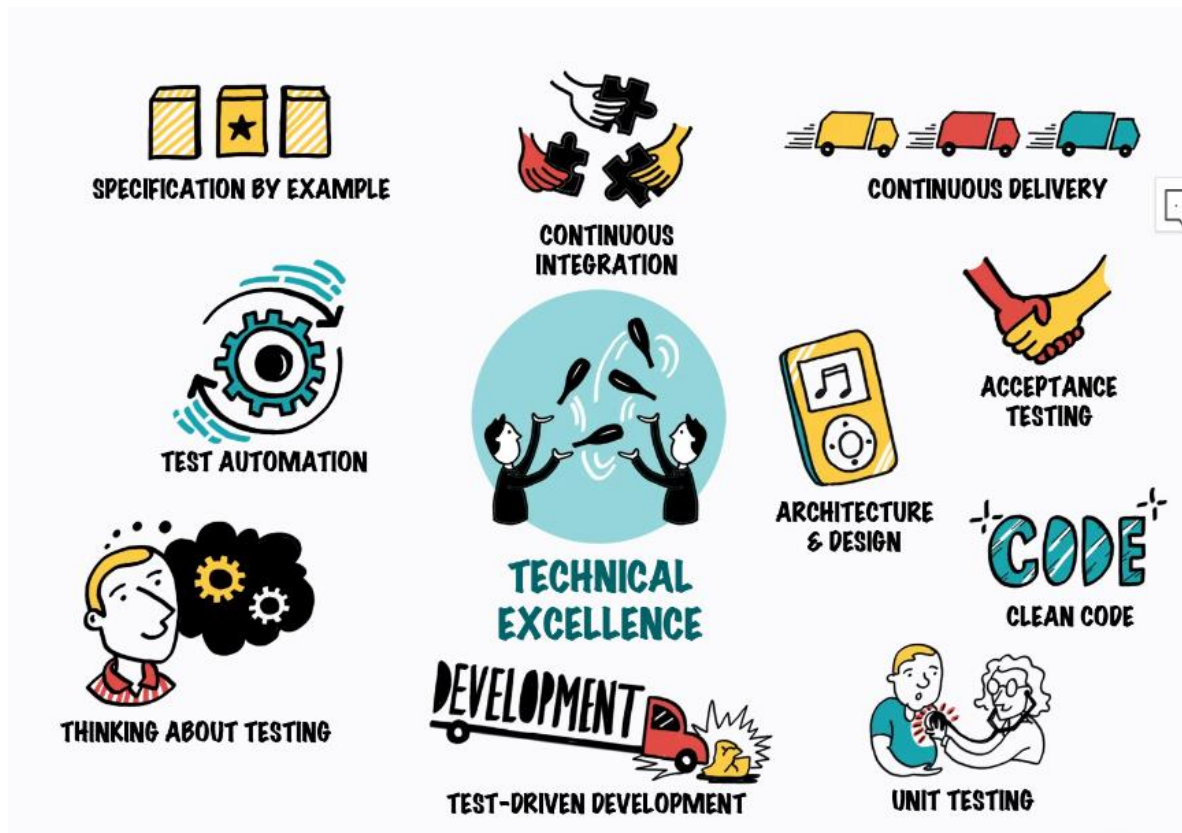 SPECIFICATION BY EXAMPLE
CONTINUOUS
INTEGRATION
CONTINUOUS DELIVERY
TEST AUTOMATION
ACCEPTANCE
TESTING
ARCHITECTURE
& DESIGN
CODE
CLEAN CODE
TECHNICAL
EXCELLENCE
THINKING ABOUT TESTING
DEVELOPMENT
TEST-DRIVEN DEVELOPMENT
UNIT TESTING